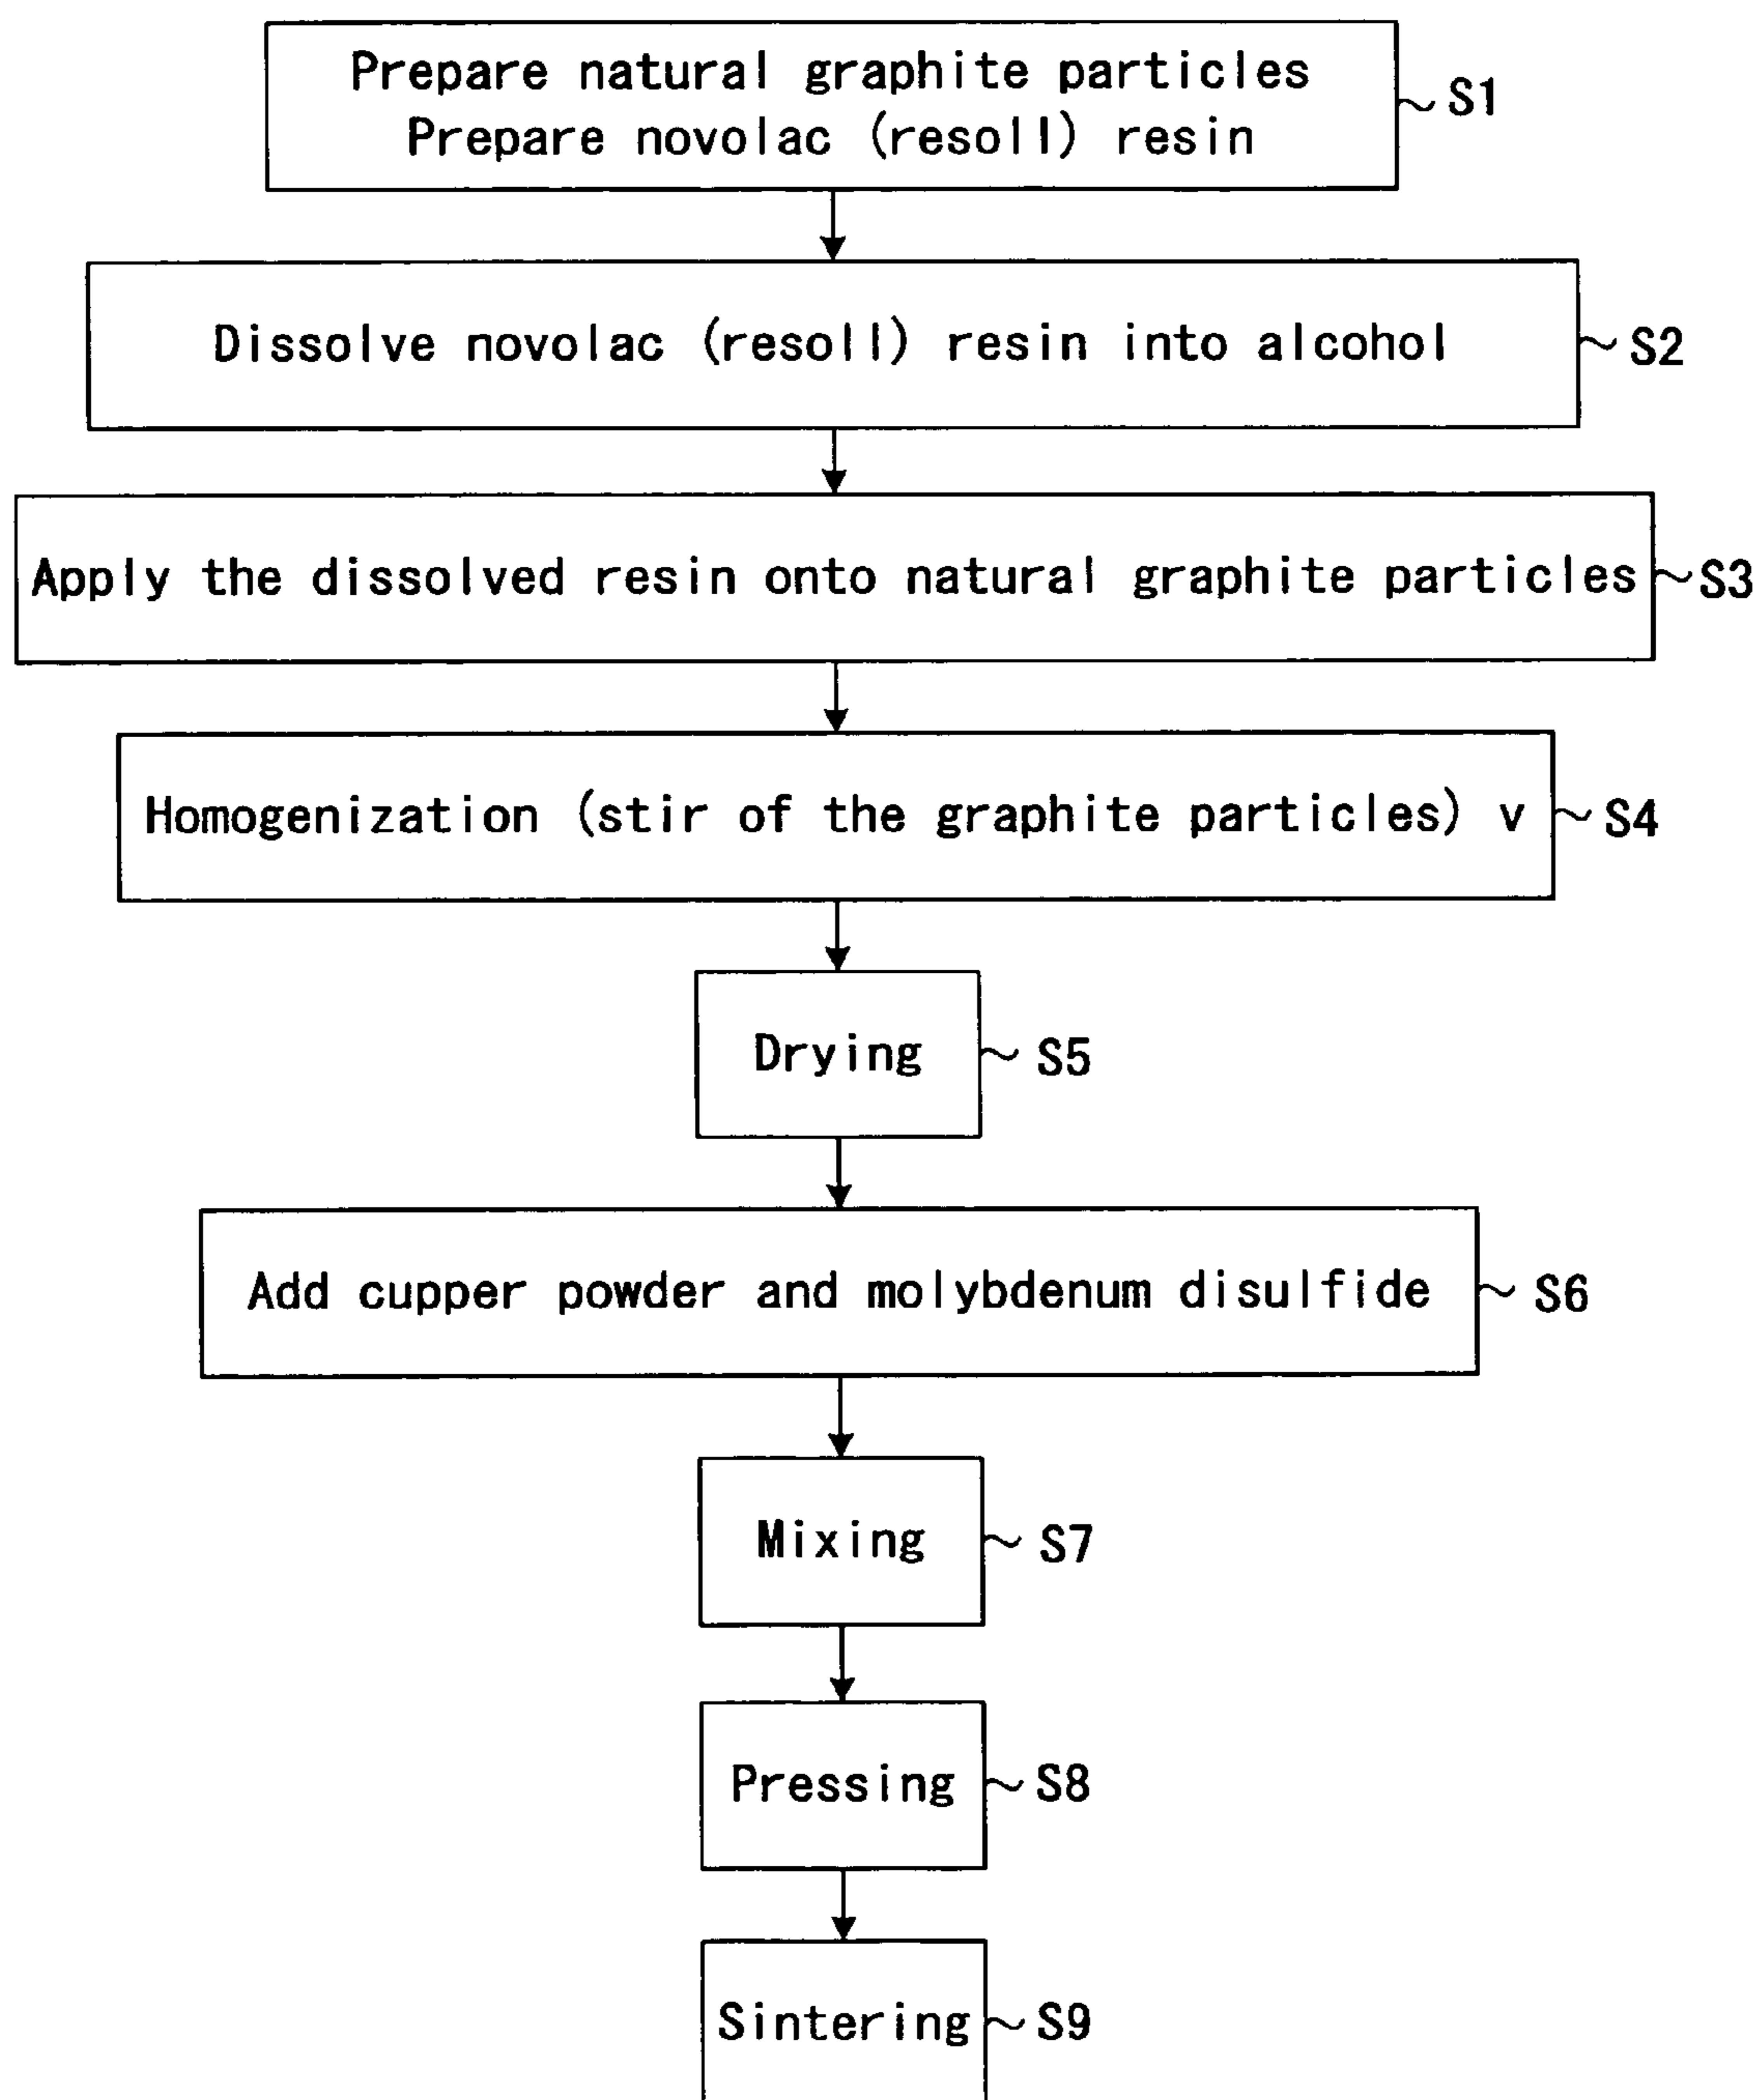 Prepare natural graphite particles
Prepare novolac (resoll) resin
S1
Dissolve novolac (resoll) resin into alcohol
S2
Apply the dissolved resin onto natural graphite particles
S3
Homogenization (stir of the graphite particles) v
S4
Drying
S5
Add cupper powder and molybdenum disulfide
S6
Mixing
S7
Pressing
S8
Sintering
S9